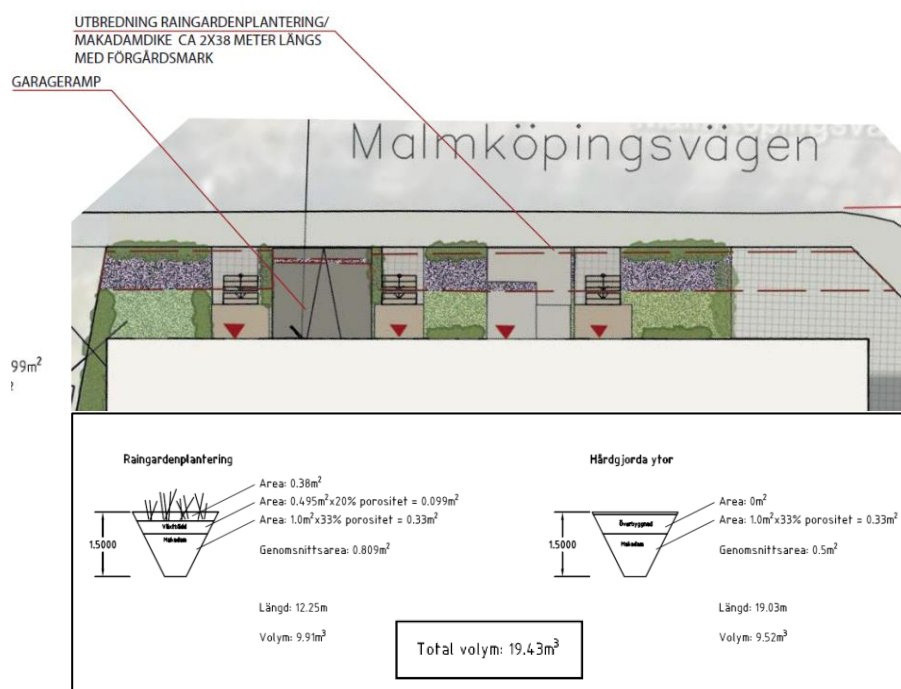 UTBREDNING RAINGARDENPLANTERING/
MAKADAMDIKE CA 2X38 METER LÄNGS
MED FÖRGÅRDSMARK
GARAGERAMP
Malmköpingsvägen
99m²
Raingardenplantering
Area: 0.38m²
Area: 0.495m²x20% porositet = 0.099m²
Area: 1.0m²x33% porositet = 0.33m²
Växtbädd
Makadam
1.5000
Genomsnittsarea: 0.809m²
Längd: 12.25m
Volym: 9.91m³
Hårdgjorda ytor
Area: 0m²
Area: 1.0m²x33% porositet = 0.33m²
Överbyggnad
Makadam
1.5000
Genomsnittsarea: 0.5m²
Längd: 19.03m
Volym: 9.52m³
Total volym: 19.43m³